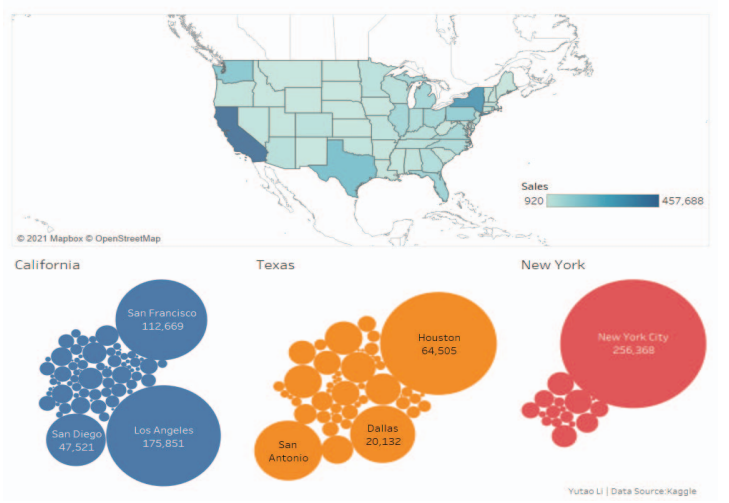 Sales
920 457,688
© 2021 Mapbox © OpenStreetMap
California
Texas
New York
San Francisco
112,669
San Diego
47,521
Los Angeles
175,851
Houston
64,505
Dallas
20,132
San
Antonio
New York City
256,368
Yutao Li | Data Source:Kaggle